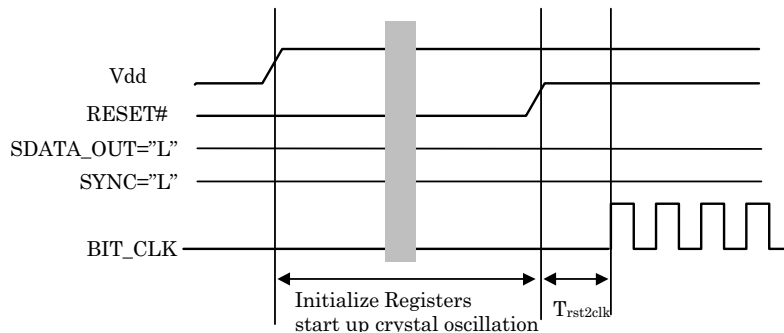 Vdd
RESET#
SDATA_OUT=”L”
SYNC=”L”
BIT_CLK
Initialize Registers
start up crystal oscillation
Trst2clk